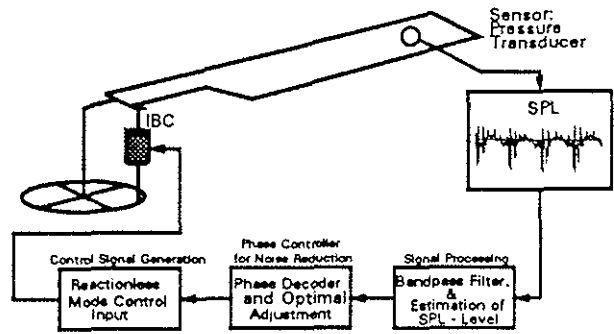 Sensor:
Pressure
Transducer
IBC
SPL
Control Signal Generation
Reactionless
Mode Control
Input
Phase Controller
for Noise Reduction
Phase Decoder
and Optimal
Adjustment
Signal Processing
Bandpass Filter,
&
Estimation of
SPL - Level